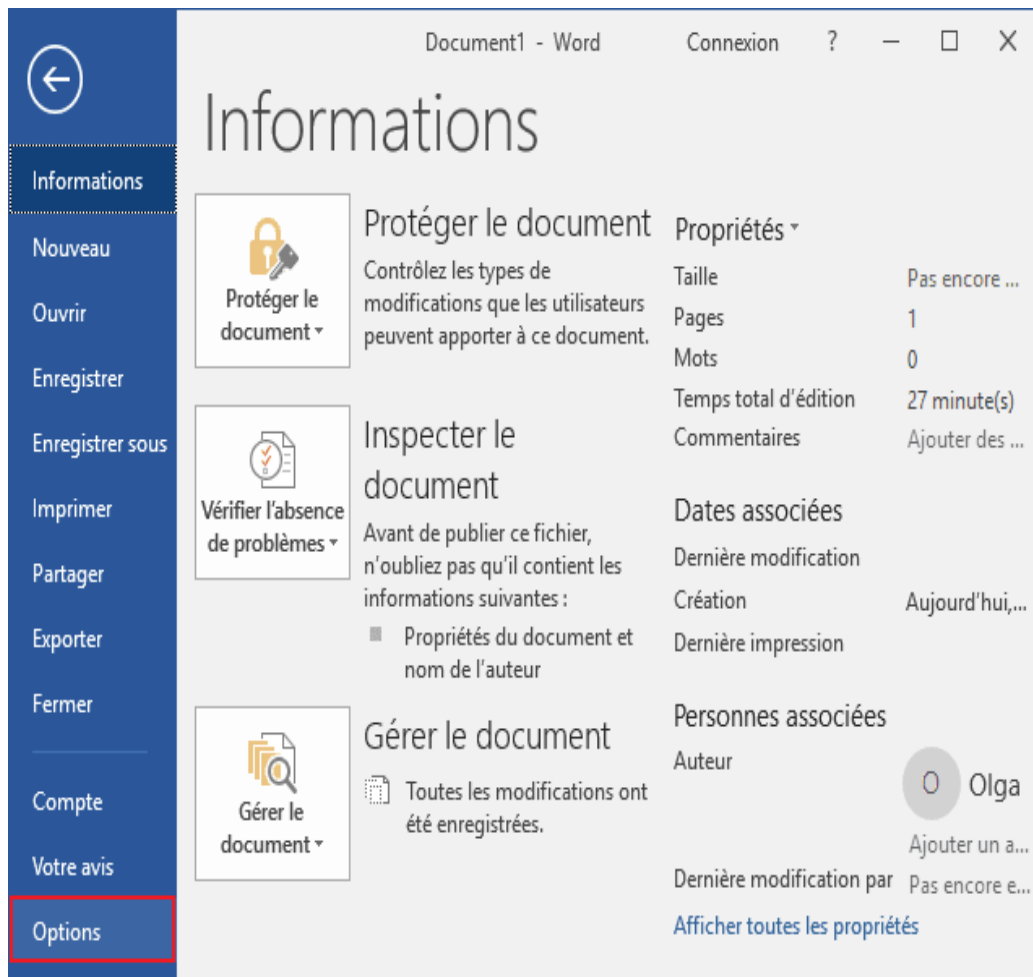 Document1 - Word
Connexion
?
Informations
Informations
Nouveau
Ouvrir
Enregistrer
Enregistrer sous
Imprimer
Partager
Exporter
Fermer
Compte
Votre avis
Options
Protéger le
document
Protéger le document
Contrôlez les types de
modifications que les utilisateurs
peuvent apporter à ce document.
Vérifier l'absence
de problèmes
Inspecter le
document
Avant de publier ce fichier,
n'oubliez pas qu'il contient les
informations suivantes :
Propriétés du document et
nom de l'auteur
Gérer le
document
Gérer le document
Toutes les modifications ont
été enregistrées.
Propriétés
Taille Pas encore ...
Pages 1
Mots 0
Temps total d'édition 27 minute(s)
Commentaires Ajouter des ...
Dates associées
Dernière modification
Création Aujourd'hui,...
Dernière impression
Personnes associées
Auteur
O Olga
Ajouter un a...
Dernière modification par Pas encore e...
Afficher toutes les propriétés